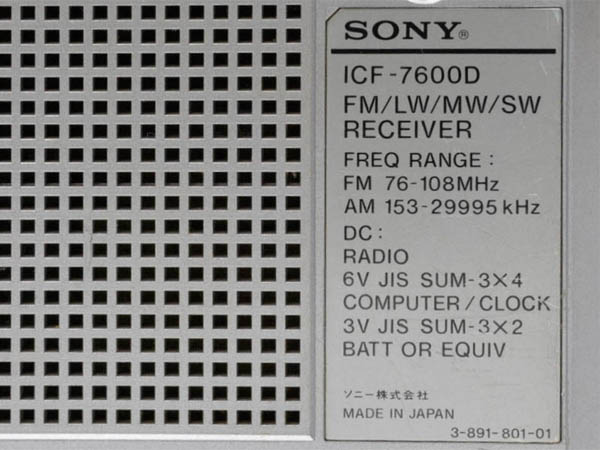 SONY®
ICF-7600D
FM/LW/MW/SW
RECEIVER
FREQ RANGE:
FM 76-108MHz
AM 153-29995kHz
DC:
RADIO
6V JIS SUM-3×4
COMPUTER/CLOCK
3V JIS SUM-3×2
BATT OR EQUIV
ソニー株式会社
MADE IN JAPAN
3-891-801-01